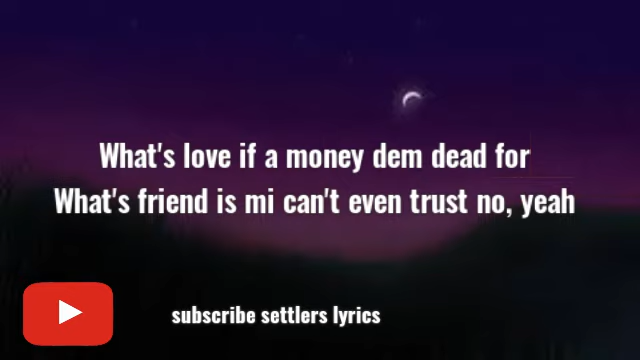 What's love if a money dem dead for
What's friend is mi can't even trust no, yeah
subscribe settlers lyrics